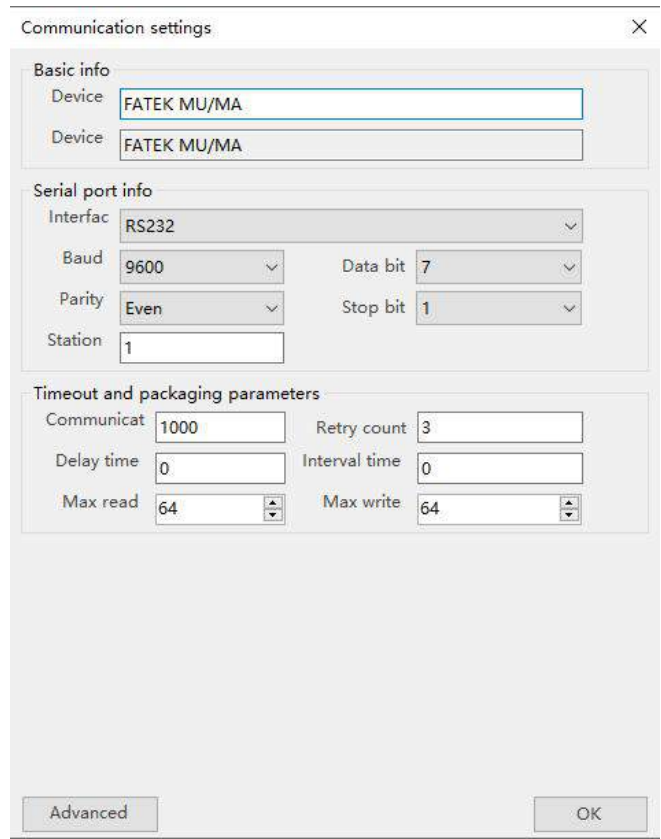 Communication settings
Basic info
Device FATEK MU/MA
Device FATEK MU/MA
Serial port info
Interfac RS232
Baud 9600 Data bit 7
Parity Even Stop bit 1
Station 1
Timeout and packaging parameters
Communicat 1000 Retry count 3
Delay time 0 Interval time 0
Max read 64 Max write 64
Advanced OK